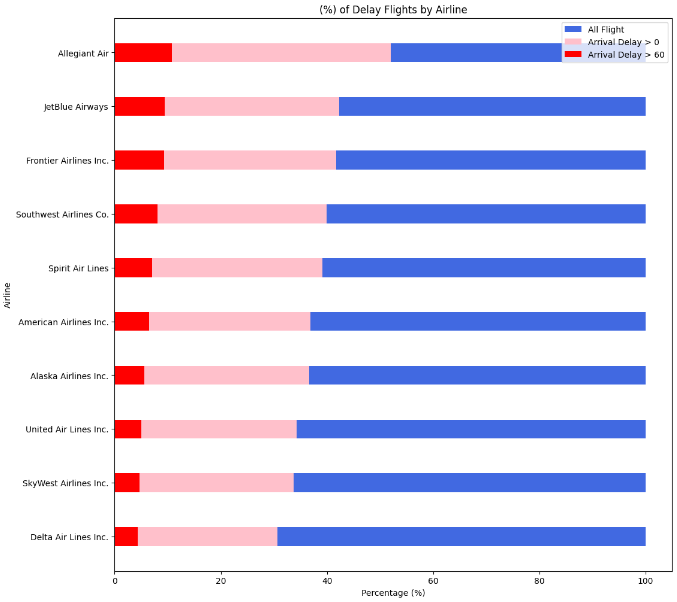 (%) of Delay Flights by Airline
All Flight
Arrival Delay > 0
Arrival Delay > 60
Allegiant Air
JetBlue Airways
Frontier Airlines Inc.
Southwest Airlines Co.
Spirit Air Lines
American Airlines Inc.
Alaska Airlines Inc.
United Air Lines Inc.
SkyWest Airlines Inc.
Delta Air Lines Inc.
Airline
0 20 40 60 80 100
Percentage (%)